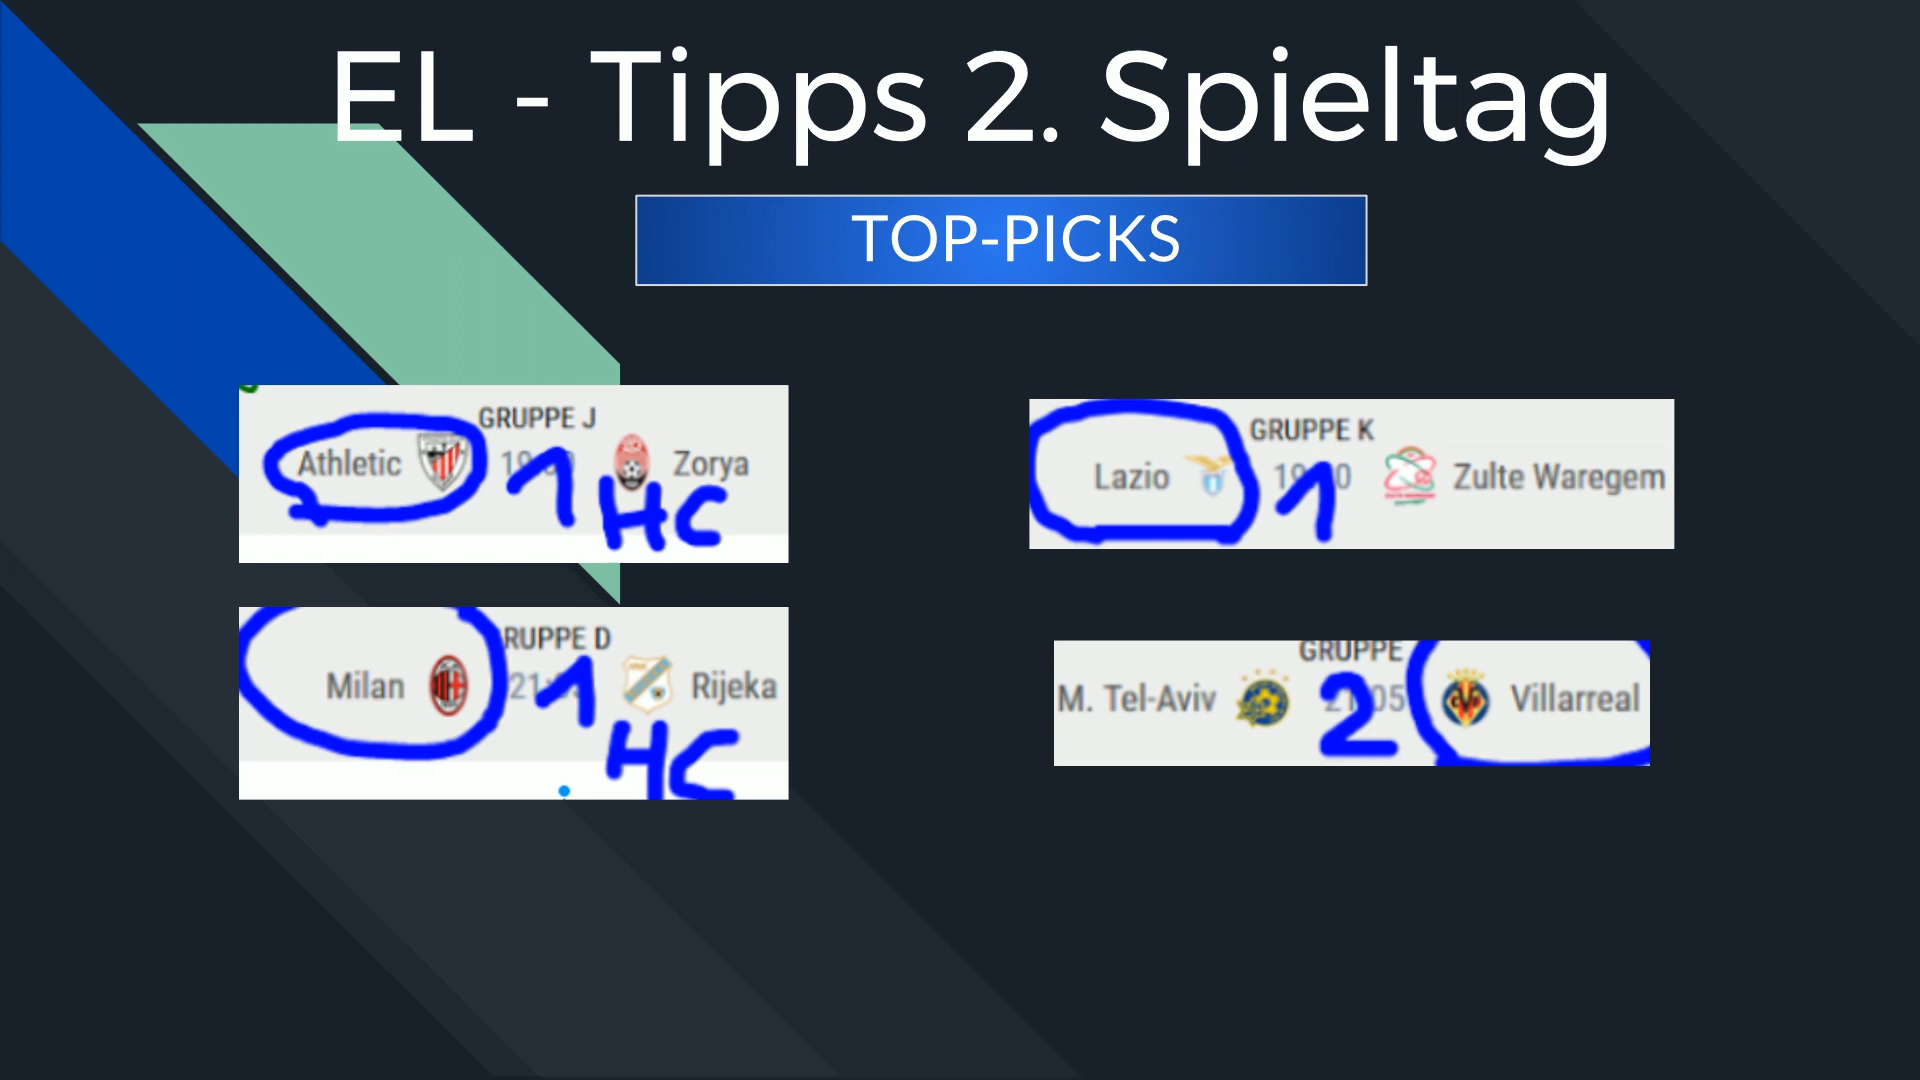 EL - Tipps 2. Spieltag
TOP-PICKS
GRUPPE J
Athletic
Zorya
1 HC
GRUPPE K
Lazio
Zulte Waregem
1
RUPPE D
Milan
Rijeka
1
HC
GRUPPE
M. Tel-Aviv
Villarreal
2